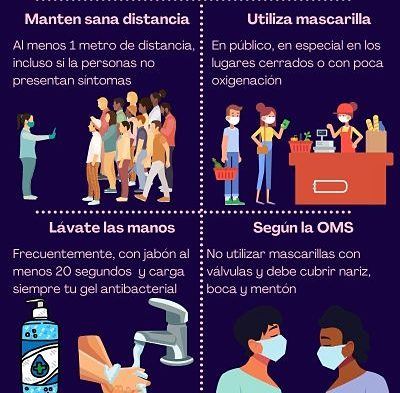 Manten sana distancia
Al menos 1 metro de distancia,
incluso si la personas no
presentan síntomas
Utiliza mascarilla
En público, en especial en los
lugares cerrados o con poca
oxigenación
Lávate las manos
Frecuentemente, con jabón al
menos 20 segundos y carga
siempre tu gel antibacterial
Según la OMS
No utilizar mascarillas con
válvulas y debe cubrir nariz,
boca y mentón